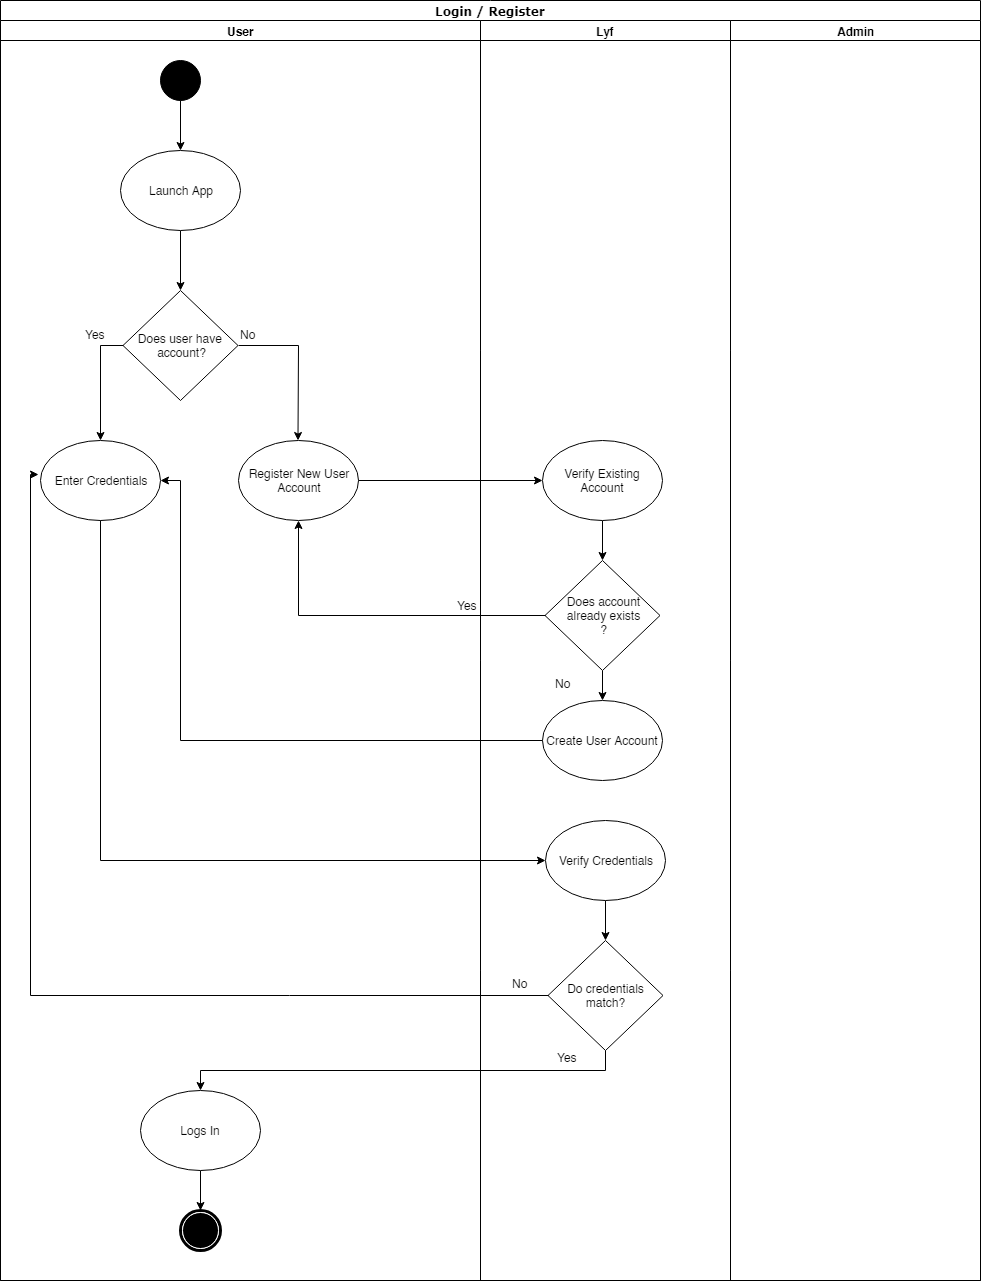 Login / Register
User
Lyf
Admin
Launch App
Yes
Does user have
account?
No
Enter Credentials
Register New User
Account
Verify Existing
Account
Yes
Does account
already exists
?
No
Create User Account
Verify Credentials
No
Do credentials
match?
Yes
Logs In